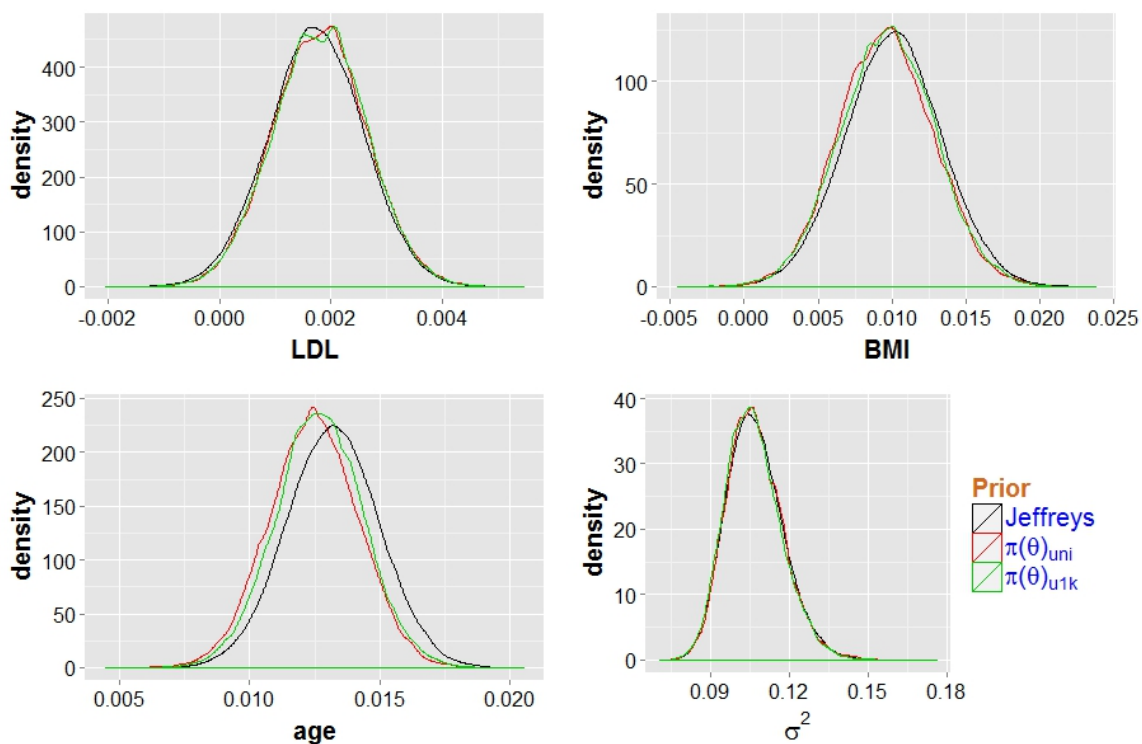 density
400
300
200
100
0
-0.002 0.000 0.002 0.004
LDL
density
100
50
0
-0.005 0.000 0.005 0.010 0.015 0.020 0.025
BMI
density
250
200
150
100
50
0
0.005 0.010 0.015 0.020
age
density
40
30
20
10
0
0.09 0.12 0.15 0.18
σ²
Prior
Jeffreys
π(θ)uni
π(θ)u1k